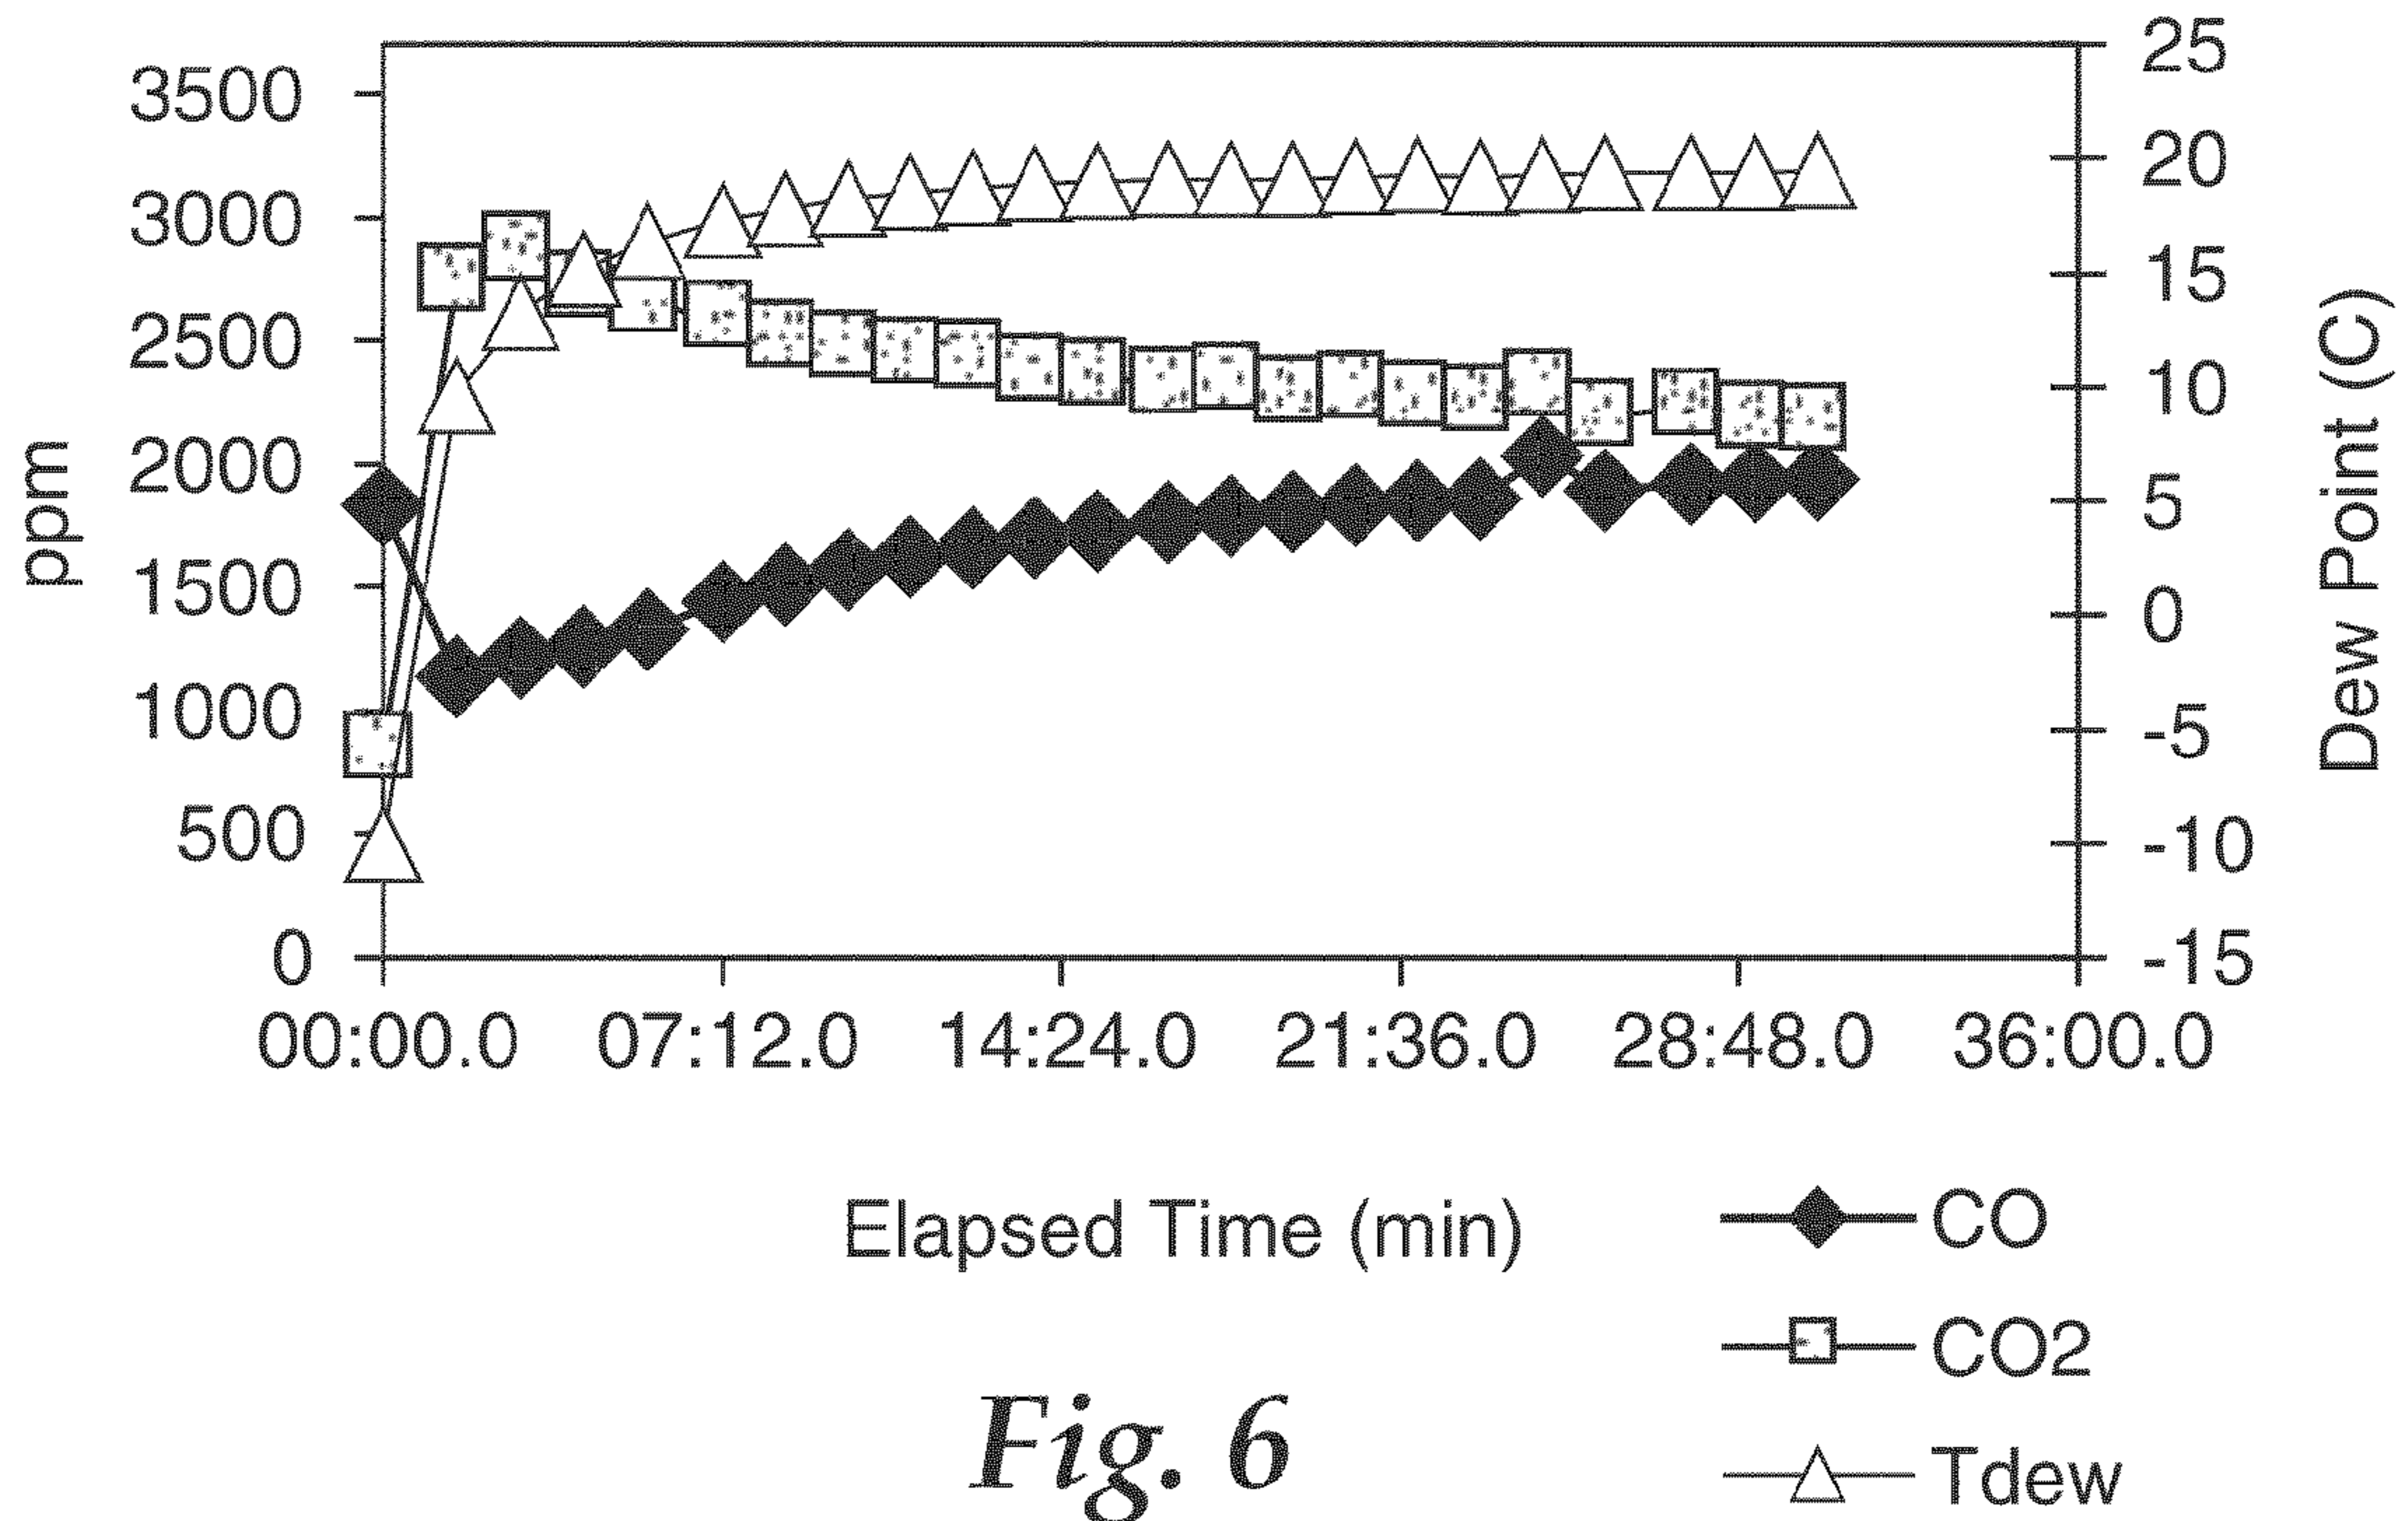 3500
3000
2500
2000
1500
1000
500
0
ppm
25
20
15
10
5
0
-5
-10
-15
Dew Point (C)
00:00.0 07:12.0 14:24.0 21:36.0 28:48.0 36:00.0
Elapsed Time (min)
CO
CO2
Tdew
Fig. 6